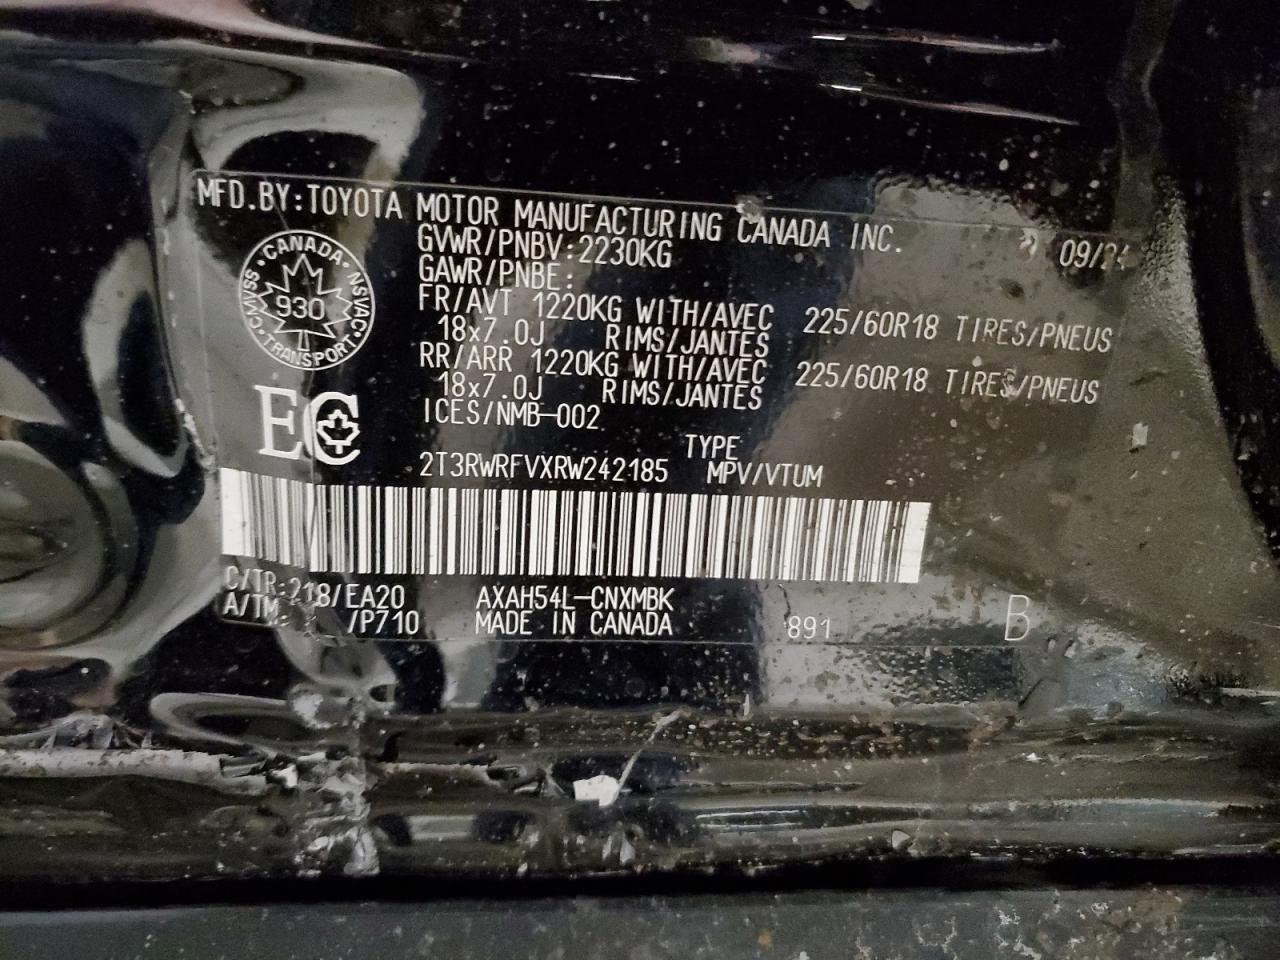 MFD.BY:TOYOTA MOTOR MANUFACTURING CANADA INC. 09/24
GVWR/PNBV:2230KG
GAWR/PNBE:
FR/AVT 1220KG WITH/AVEC 225/60R18 TIRES/PNEUS
18x7.0J RIMS/JANTES
RR/ARR 1220KG WITH/AVEC 225/60R18 TIRES/PNEUS
18x7.0J RIMS/JANTES
ICES/NMB-002
CANADA
CMVSS NSVAC
930
TRANSPORT
EC
TYPE
2T3RWRFVXRW242185 MPV/VTUM
C/TR:218/EA20 AXAH54L-CNXMBK
A/TM: /P710 MADE IN CANADA 891 B